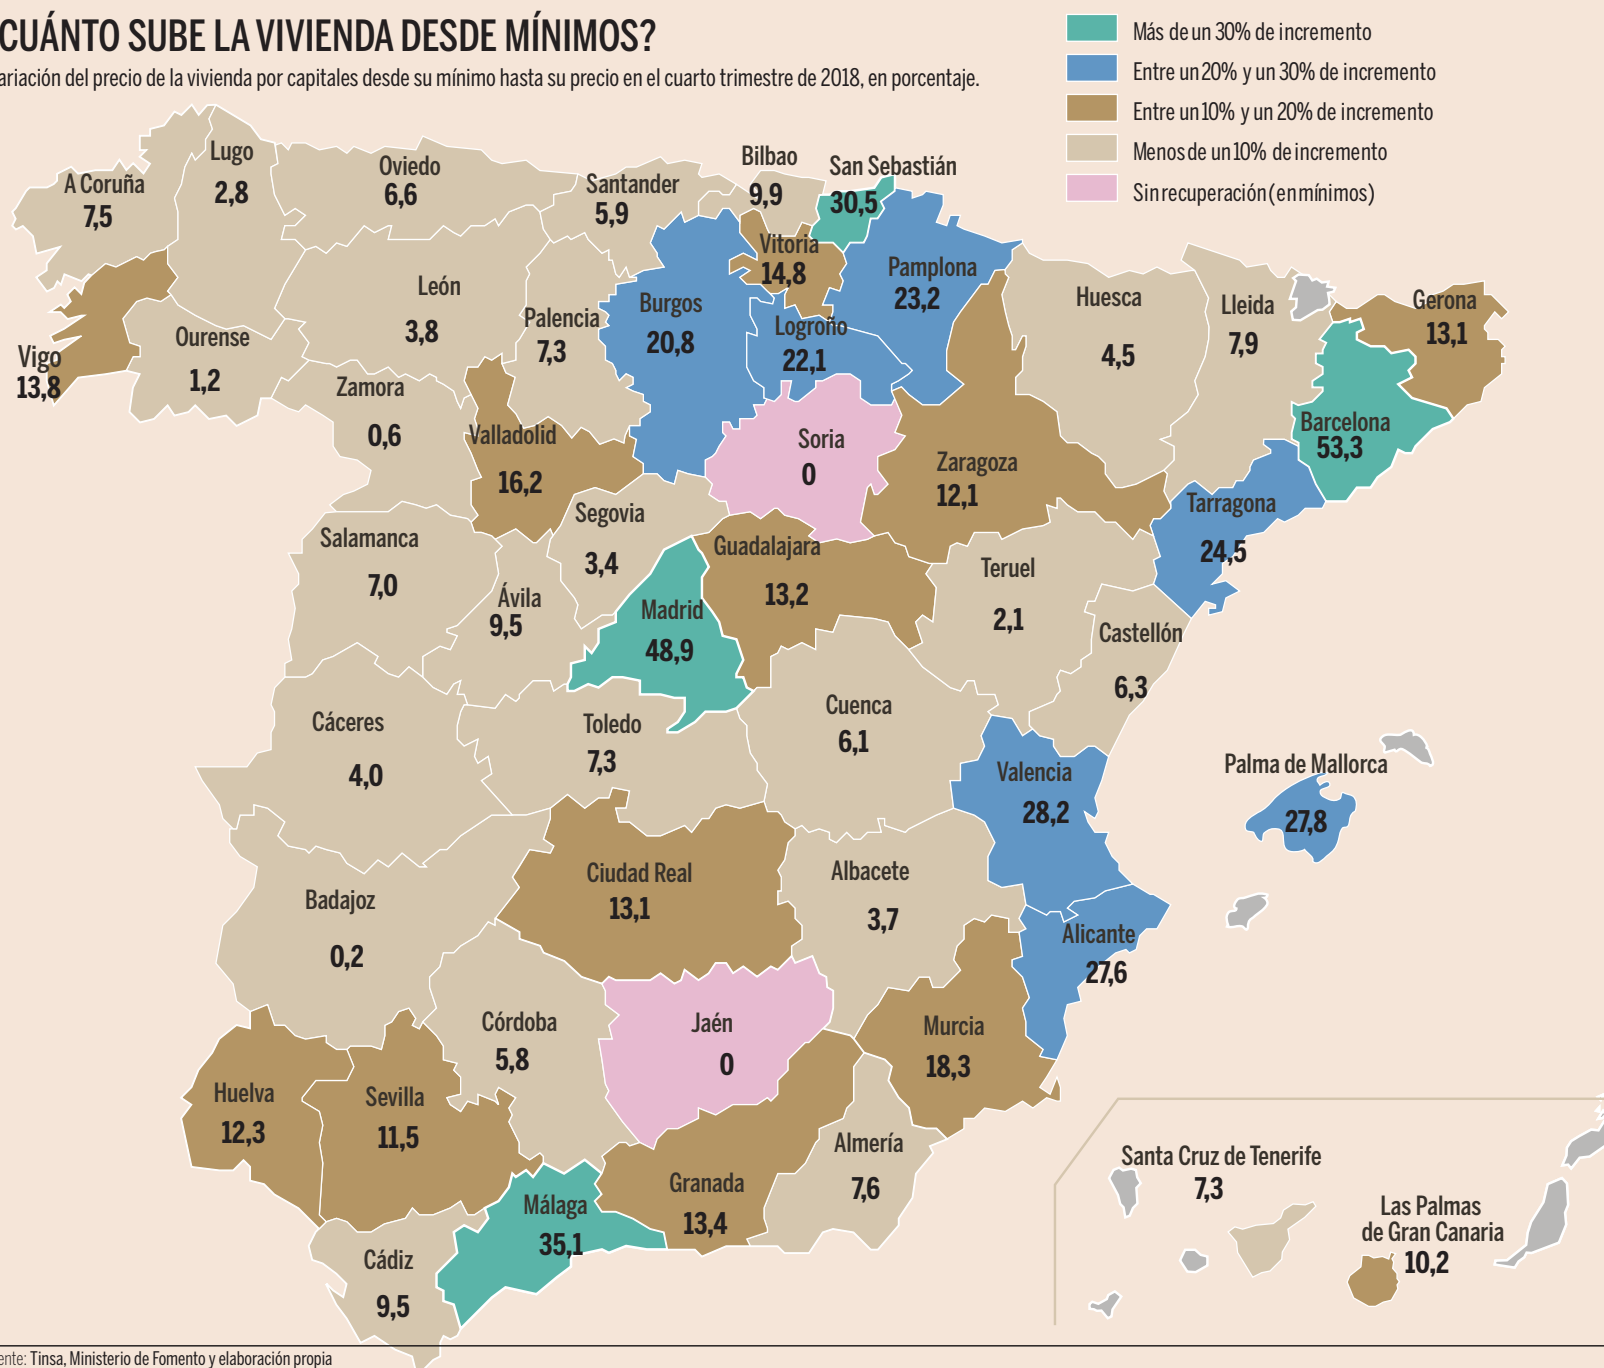 CUÁNTO SUBE LA VIVIENDA DESDE MÍNIMOS?
ariación del precio de la vivienda por capitales desde su mínimo hasta su precio en el cuarto trimestre de 2018, en porcentaje.
Más de un 30% de incremento
Entre un 20% y un 30% de incremento
Entre un 10% y un 20% de incremento
Menos de un 10% de incremento
Sin recuperación (en mínimos)
A Coruña
7,5
Lugo
2,8
Oviedo
6,6
Santander
5,9
Bilbao
9,9
San Sebastián
30,5
Vitoria
14,8
Pamplona
23,2
Vigo
13,8
Ourense
1,2
León
3,8
Palencia
7,3
Burgos
20,8
Logroño
22,1
Huesca
4,5
Lleida
7,9
Gerona
13,1
Zamora
0,6
Valladolid
16,2
Soria
0
Zaragoza
12,1
Barcelona
53,3
Tarragona
24,5
Salamanca
7,0
Ávila
9,5
Segovia
3,4
Madrid
48,9
Guadalajara
13,2
Teruel
2,1
Castellón
6,3
Cáceres
4,0
Toledo
7,3
Cuenca
6,1
Valencia
28,2
Palma de Mallorca
27,8
Badajoz
0,2
Ciudad Real
13,1
Albacete
3,7
Alicante
27,6
Huelva
12,3
Sevilla
11,5
Córdoba
5,8
Jaén
0
Murcia
18,3
Cádiz
9,5
Málaga
35,1
Granada
13,4
Almería
7,6
Santa Cruz de Tenerife
7,3
Las Palmas
de Gran Canaria
10,2
ente: Tinsa, Ministerio de Fomento y elaboración propia